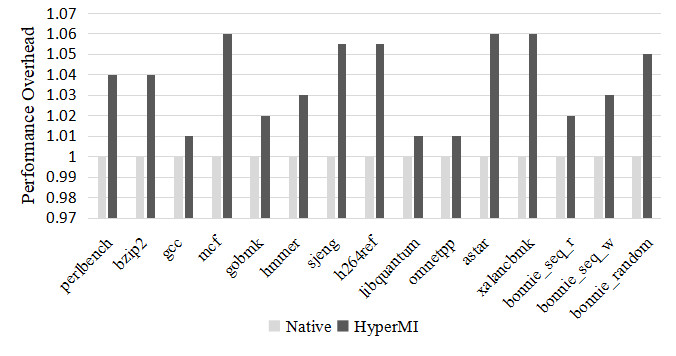 1.07
1.06
1.05
1.04
1.03
1.02
1.01
1
0.99
0.98
0.97
Performance Overhead
perlbench
bzip2
gcc
mcf
gobmk
hmmer
sjeng
h264ref
libquantum
omnetpp
astar
xalancbmk
bonnie_seq_r
bonnie_seq_w
bonnie_random
Native HyperMI